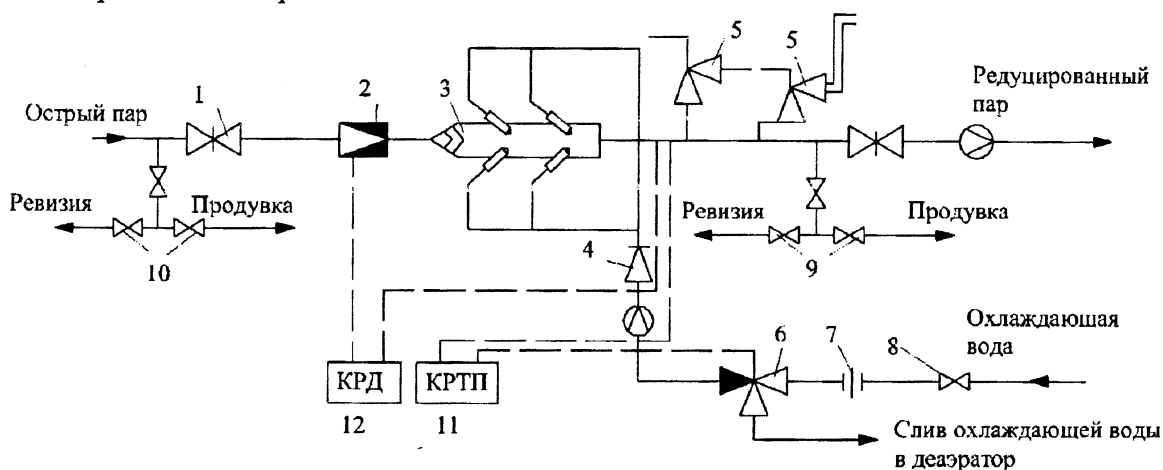 5
5
Редуцированный
пар
Острый пар
1
2
3
Ревизия
Продувка
10
4
Ревизия
Продувка
9
Охлаждающая
вода
6
7
8
КРД
КРТП
12
11
Слив охлаждающей воды
в деаэратор